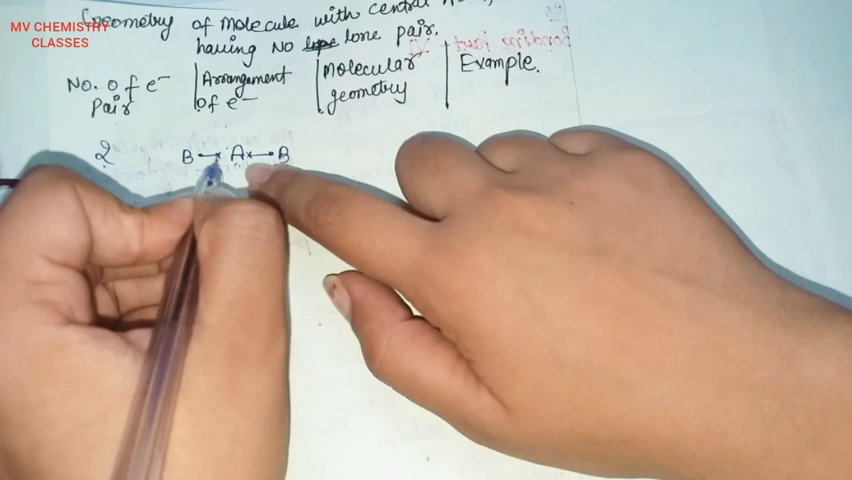 MV CHEMISTRY
CLASSES
Geometry of Molecule with central
having NO lope lone pair.
No. of e⁻ Pair
Arrangement of e⁻
Molecular geometry
Example.
2
B A B